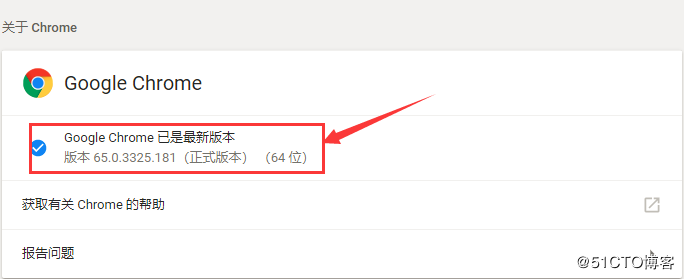 关于 Chrome
Google Chrome
Google Chrome 已是最新版本
版本 65.0.3325.181（正式版本） （64 位）
获取有关 Chrome 的帮助
报告问题
@51CTO博客